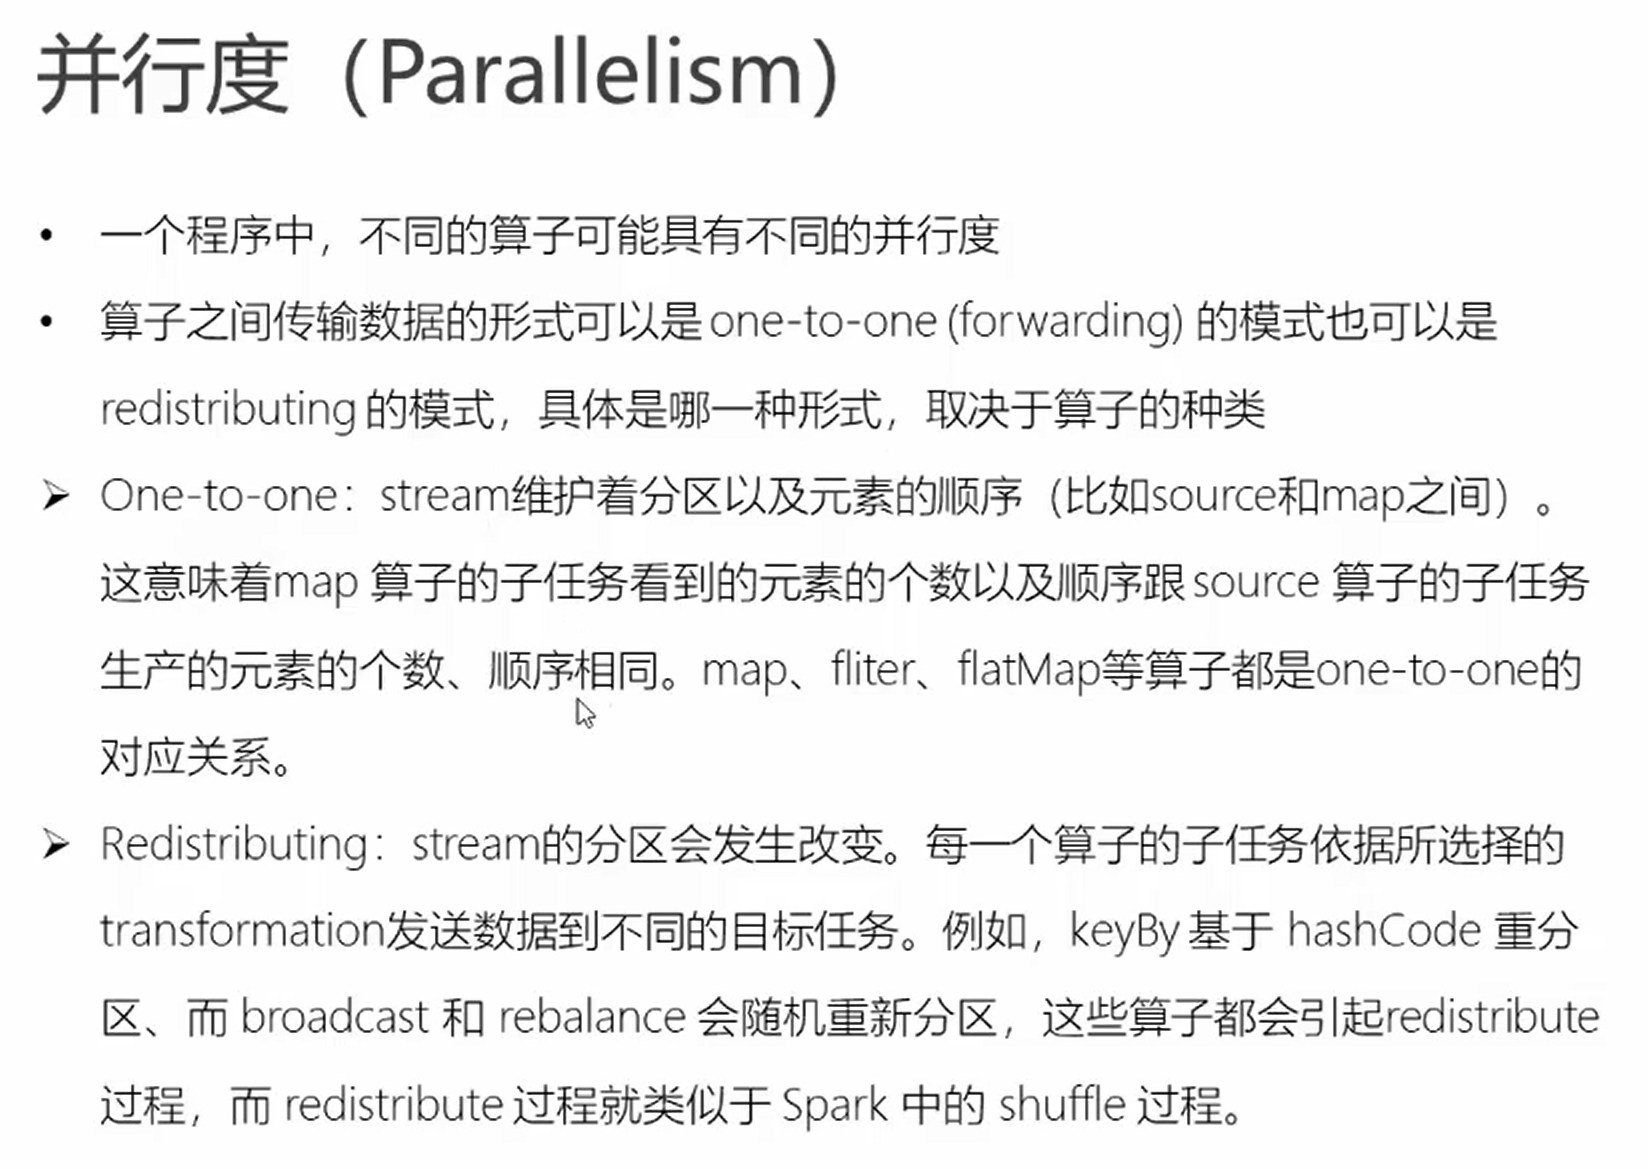 并行度（Parallelism）
• 一个程序中，不同的算子可能具有不同的并行度
• 算子之间传输数据的形式可以是 one-to-one (forwarding) 的模式也可以是
redistributing 的模式，具体是哪一种形式，取决于算子的种类
➢ One-to-one：stream维护着分区以及元素的顺序（比如source和map之间）。
这意味着map 算子的子任务看到的元素的个数以及顺序跟 source 算子的子任务
生产的元素的个数、顺序相同。map、fliter、flatMap等算子都是one-to-one的
对应关系。
➢ Redistributing：stream的分区会发生改变。每一个算子的子任务依据所选择的
transformation发送数据到不同的目标任务。例如，keyBy 基于 hashCode 重分
区、而 broadcast 和 rebalance 会随机重新分区，这些算子都会引起redistribute
过程，而 redistribute 过程就类似于 Spark 中的 shuffle 过程。